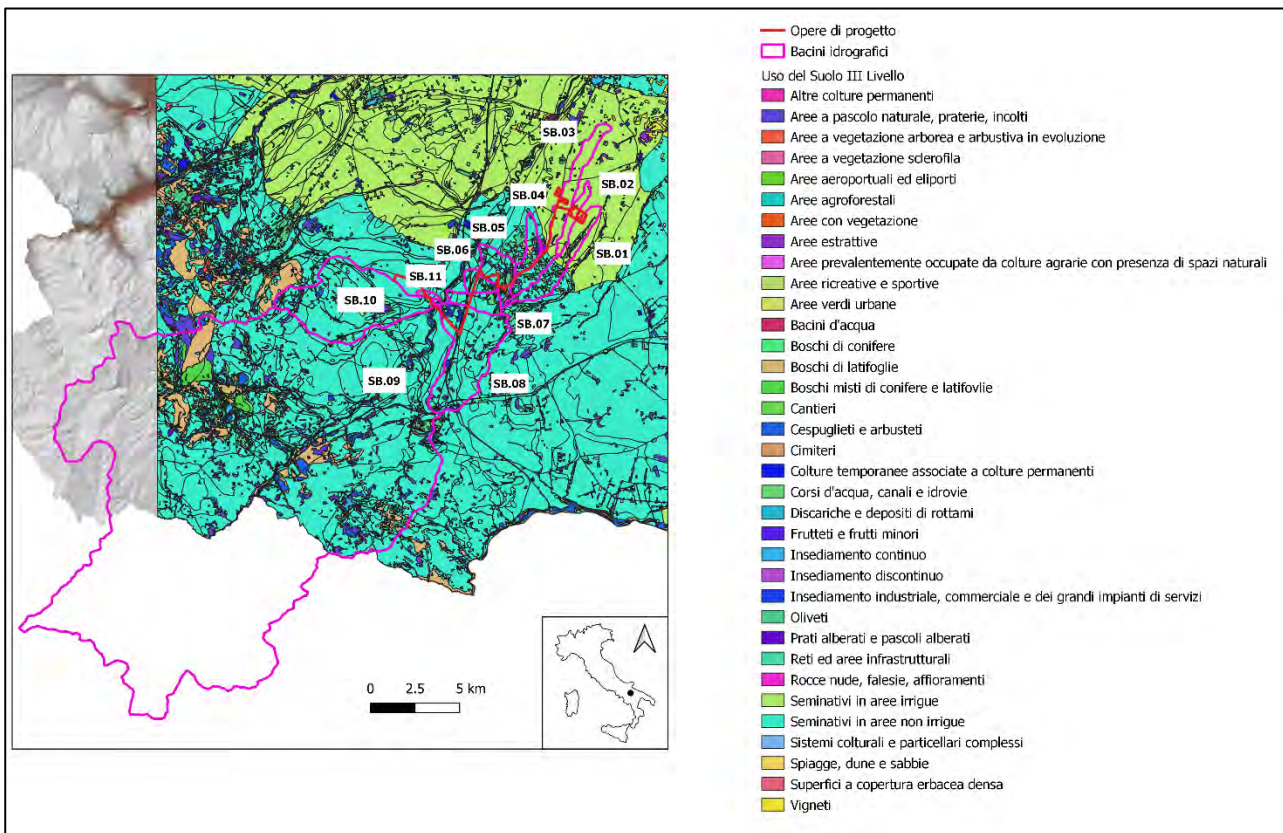 Opere di progetto
Bacini idrografici
Uso del Suolo III Livello
Altre colture permanenti
Aree a pascolo naturale, praterie, incolti
Aree a vegetazione arborea e arbustiva in evoluzione
Aree a vegetazione sclerofila
Aree aeroportuali ed eliporti
Aree agroforestali
Aree con vegetazione
Aree estrattive
Aree prevalentemente occupate da colture agrarie con presenza di spazi naturali
Aree ricreative e sportive
Aree verdi urbane
Bacini d'acqua
Boschi di conifere
Boschi di latifoglie
Boschi misti di conifere e latifovlie
Cantieri
Cespuglieti e arbusteti
Cimiteri
Colture temporanee associate a colture permanenti
Corsi d'acqua, canali e idrovie
Discariche e depositi di rottami
Frutteti e frutti minori
Insediamento continuo
Insediamento discontinuo
Insediamento industriale, commerciale e dei grandi impianti di servizi
Oliveti
Prati alberati e pascoli alberati
Reti ed aree infrastrutturali
Rocce nude, falesie, affioramenti
Seminativi in aree irrigue
Seminativi in aree non irrigue
Sistemi colturali e particellari complessi
Spiagge, dune e sabbie
Superfici a copertura erbacea densa
Vigneti
SB.03
SB.02
SB.04
SB.05
SB.06
SB.01
SB.11
SB.10
SB.07
SB.09
SB.08
0 2.5 5 km